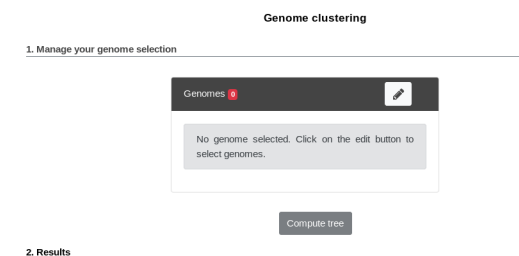 Genome clustering
1. Manage your genome selection
Genomes 0
No genome selected. Click on the edit button to
select genomes.
Compute tree
2. Results